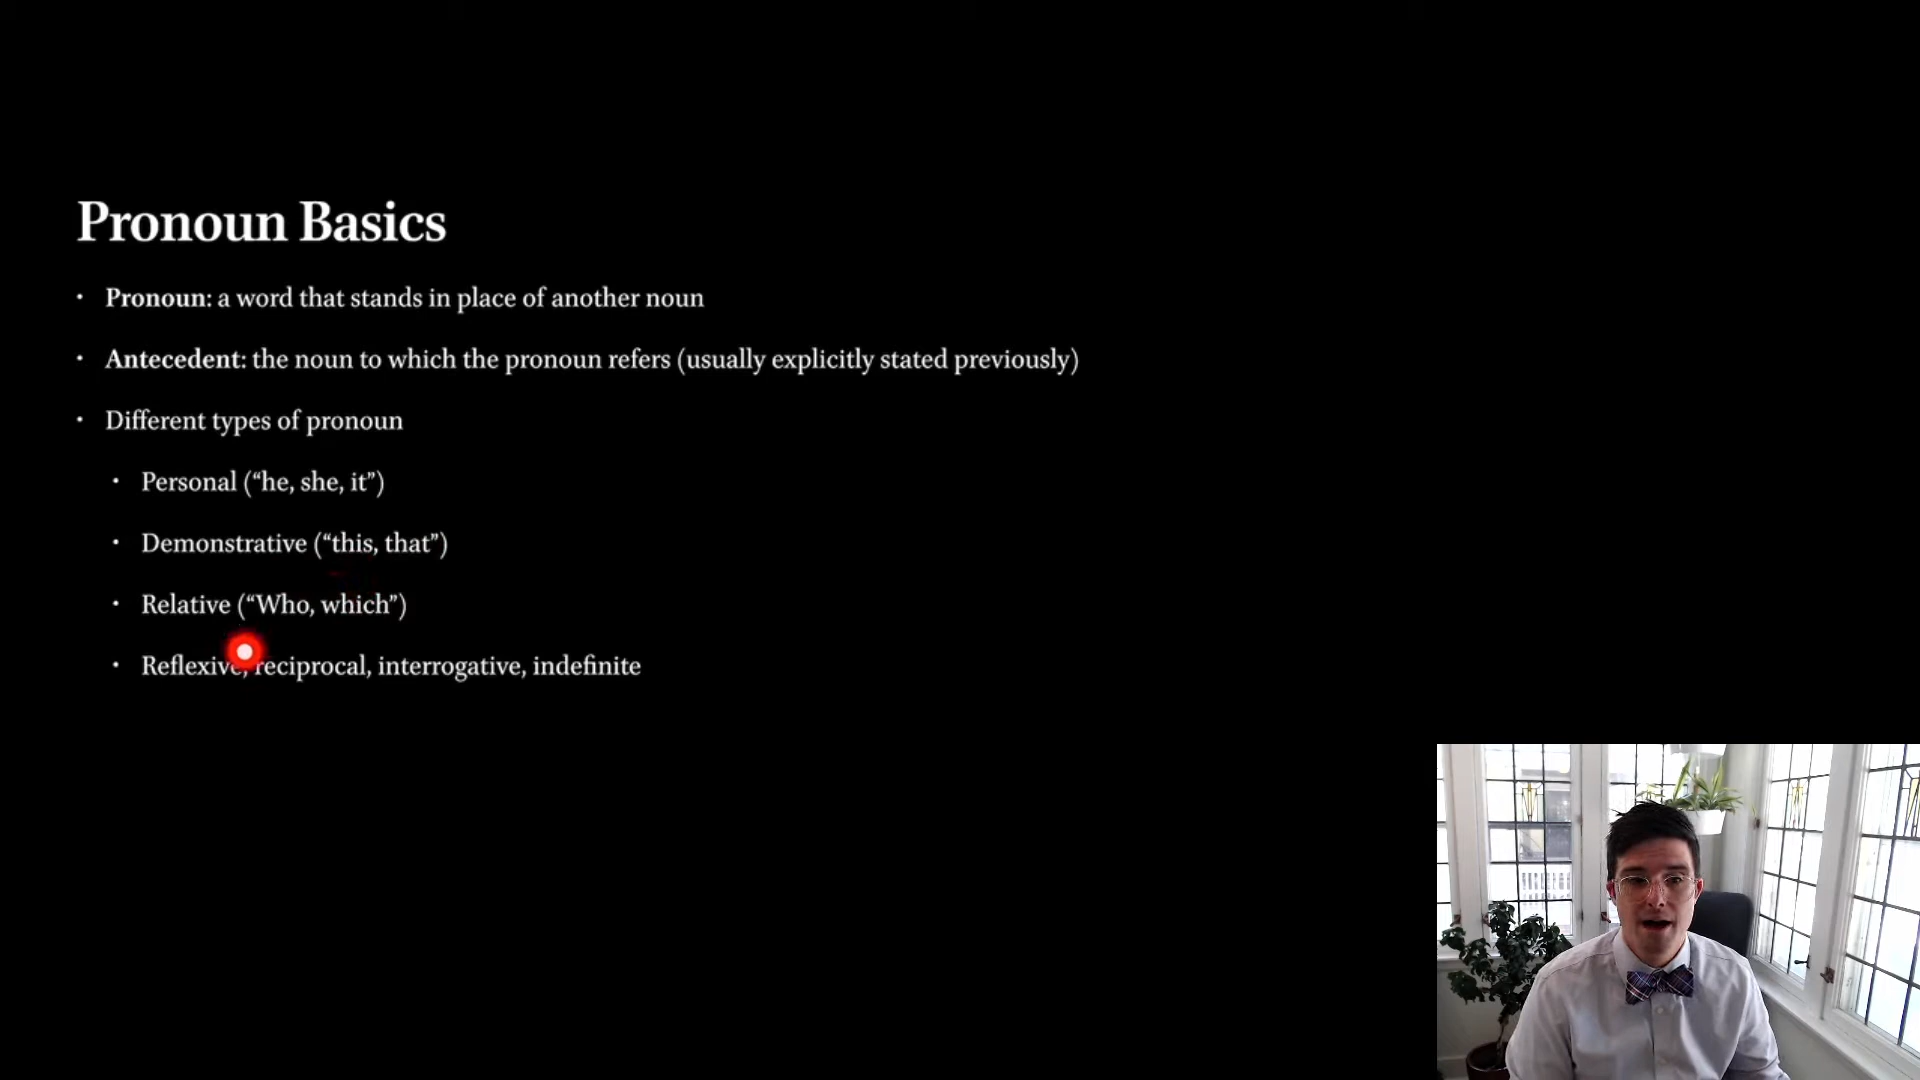 Pronoun Basics
• Pronoun: a word that stands in place of another noun
• Antecedent: the noun to which the pronoun refers (usually explicitly stated previously)
• Different types of pronoun
• Personal (“he, she, it”)
• Demonstrative (“this, that”)
• Relative (“Who, which”)
• Reflexive, reciprocal, interrogative, indefinite